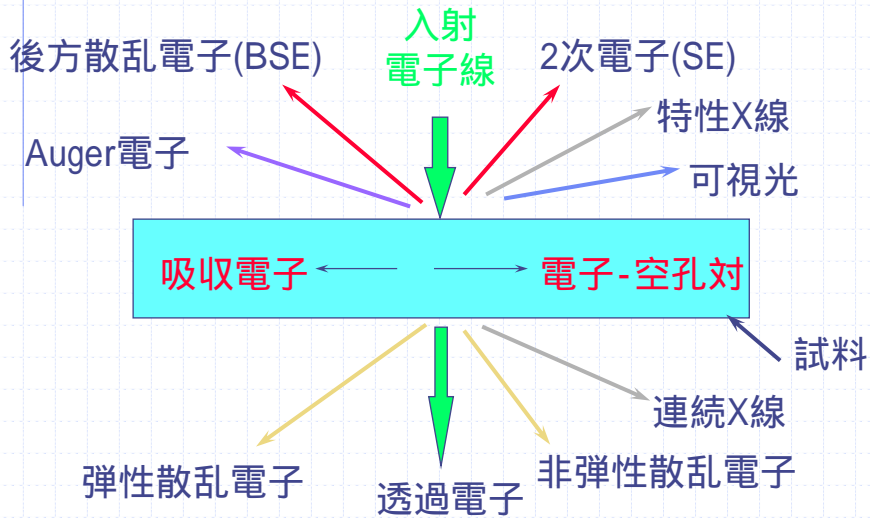 入射
電子線
後方散乱電子(BSE)
2次電子(SE)
特性X線
Auger電子
可視光
吸収電子
電子-空孔対
試料
連続X線
弾性散乱電子
透過電子
非弾性散乱電子